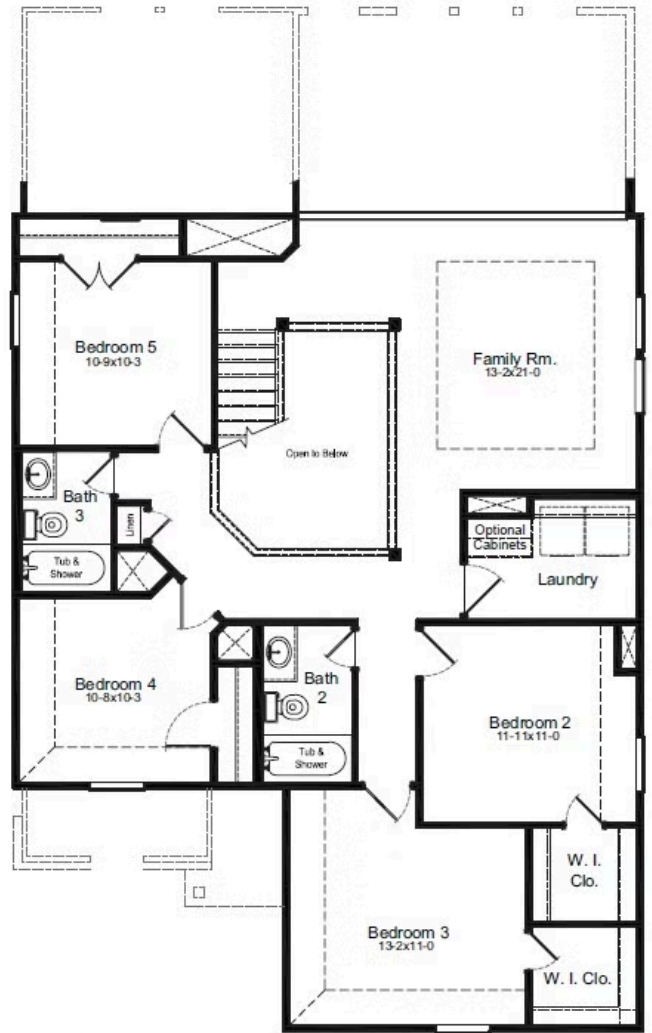 Bedroom 5
10-9x10-3
Family Rm.
13-2x21-0
Open to Below
Bath
3
Linen
Tub &
Shower
Optional
Cabinets
Laundry
Bedroom 4
10-8x10-3
Bath
2
Tub &
Shower
Bedroom 2
11-11x11-0
W. I.
Clo.
Bedroom 3
13-2x11-0
W. I. Clo.